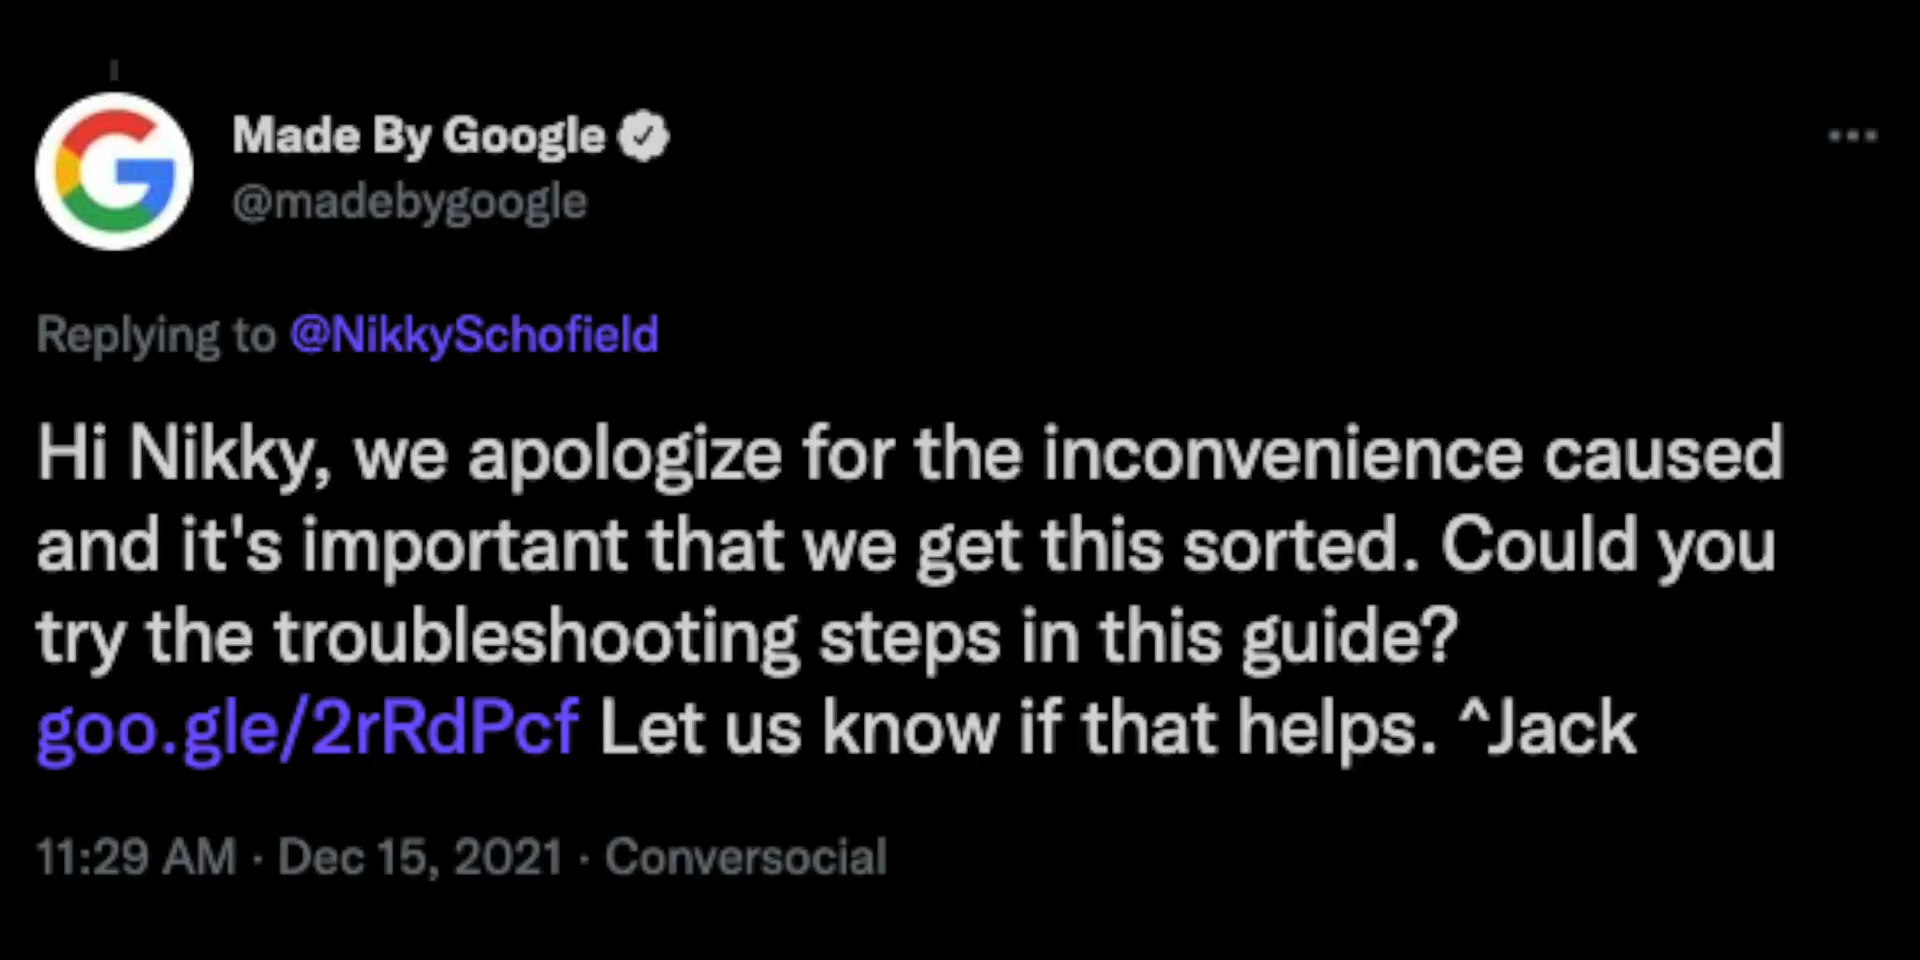 Made By Google
@madebygoogle
Replying to @NikkySchofield
Hi Nikky, we apologize for the inconvenience caused
and it's important that we get this sorted. Could you
try the troubleshooting steps in this guide?
goo.gle/2rRdPcf Let us know if that helps. ^Jack
11:29 AM · Dec 15, 2021 · Conversocial